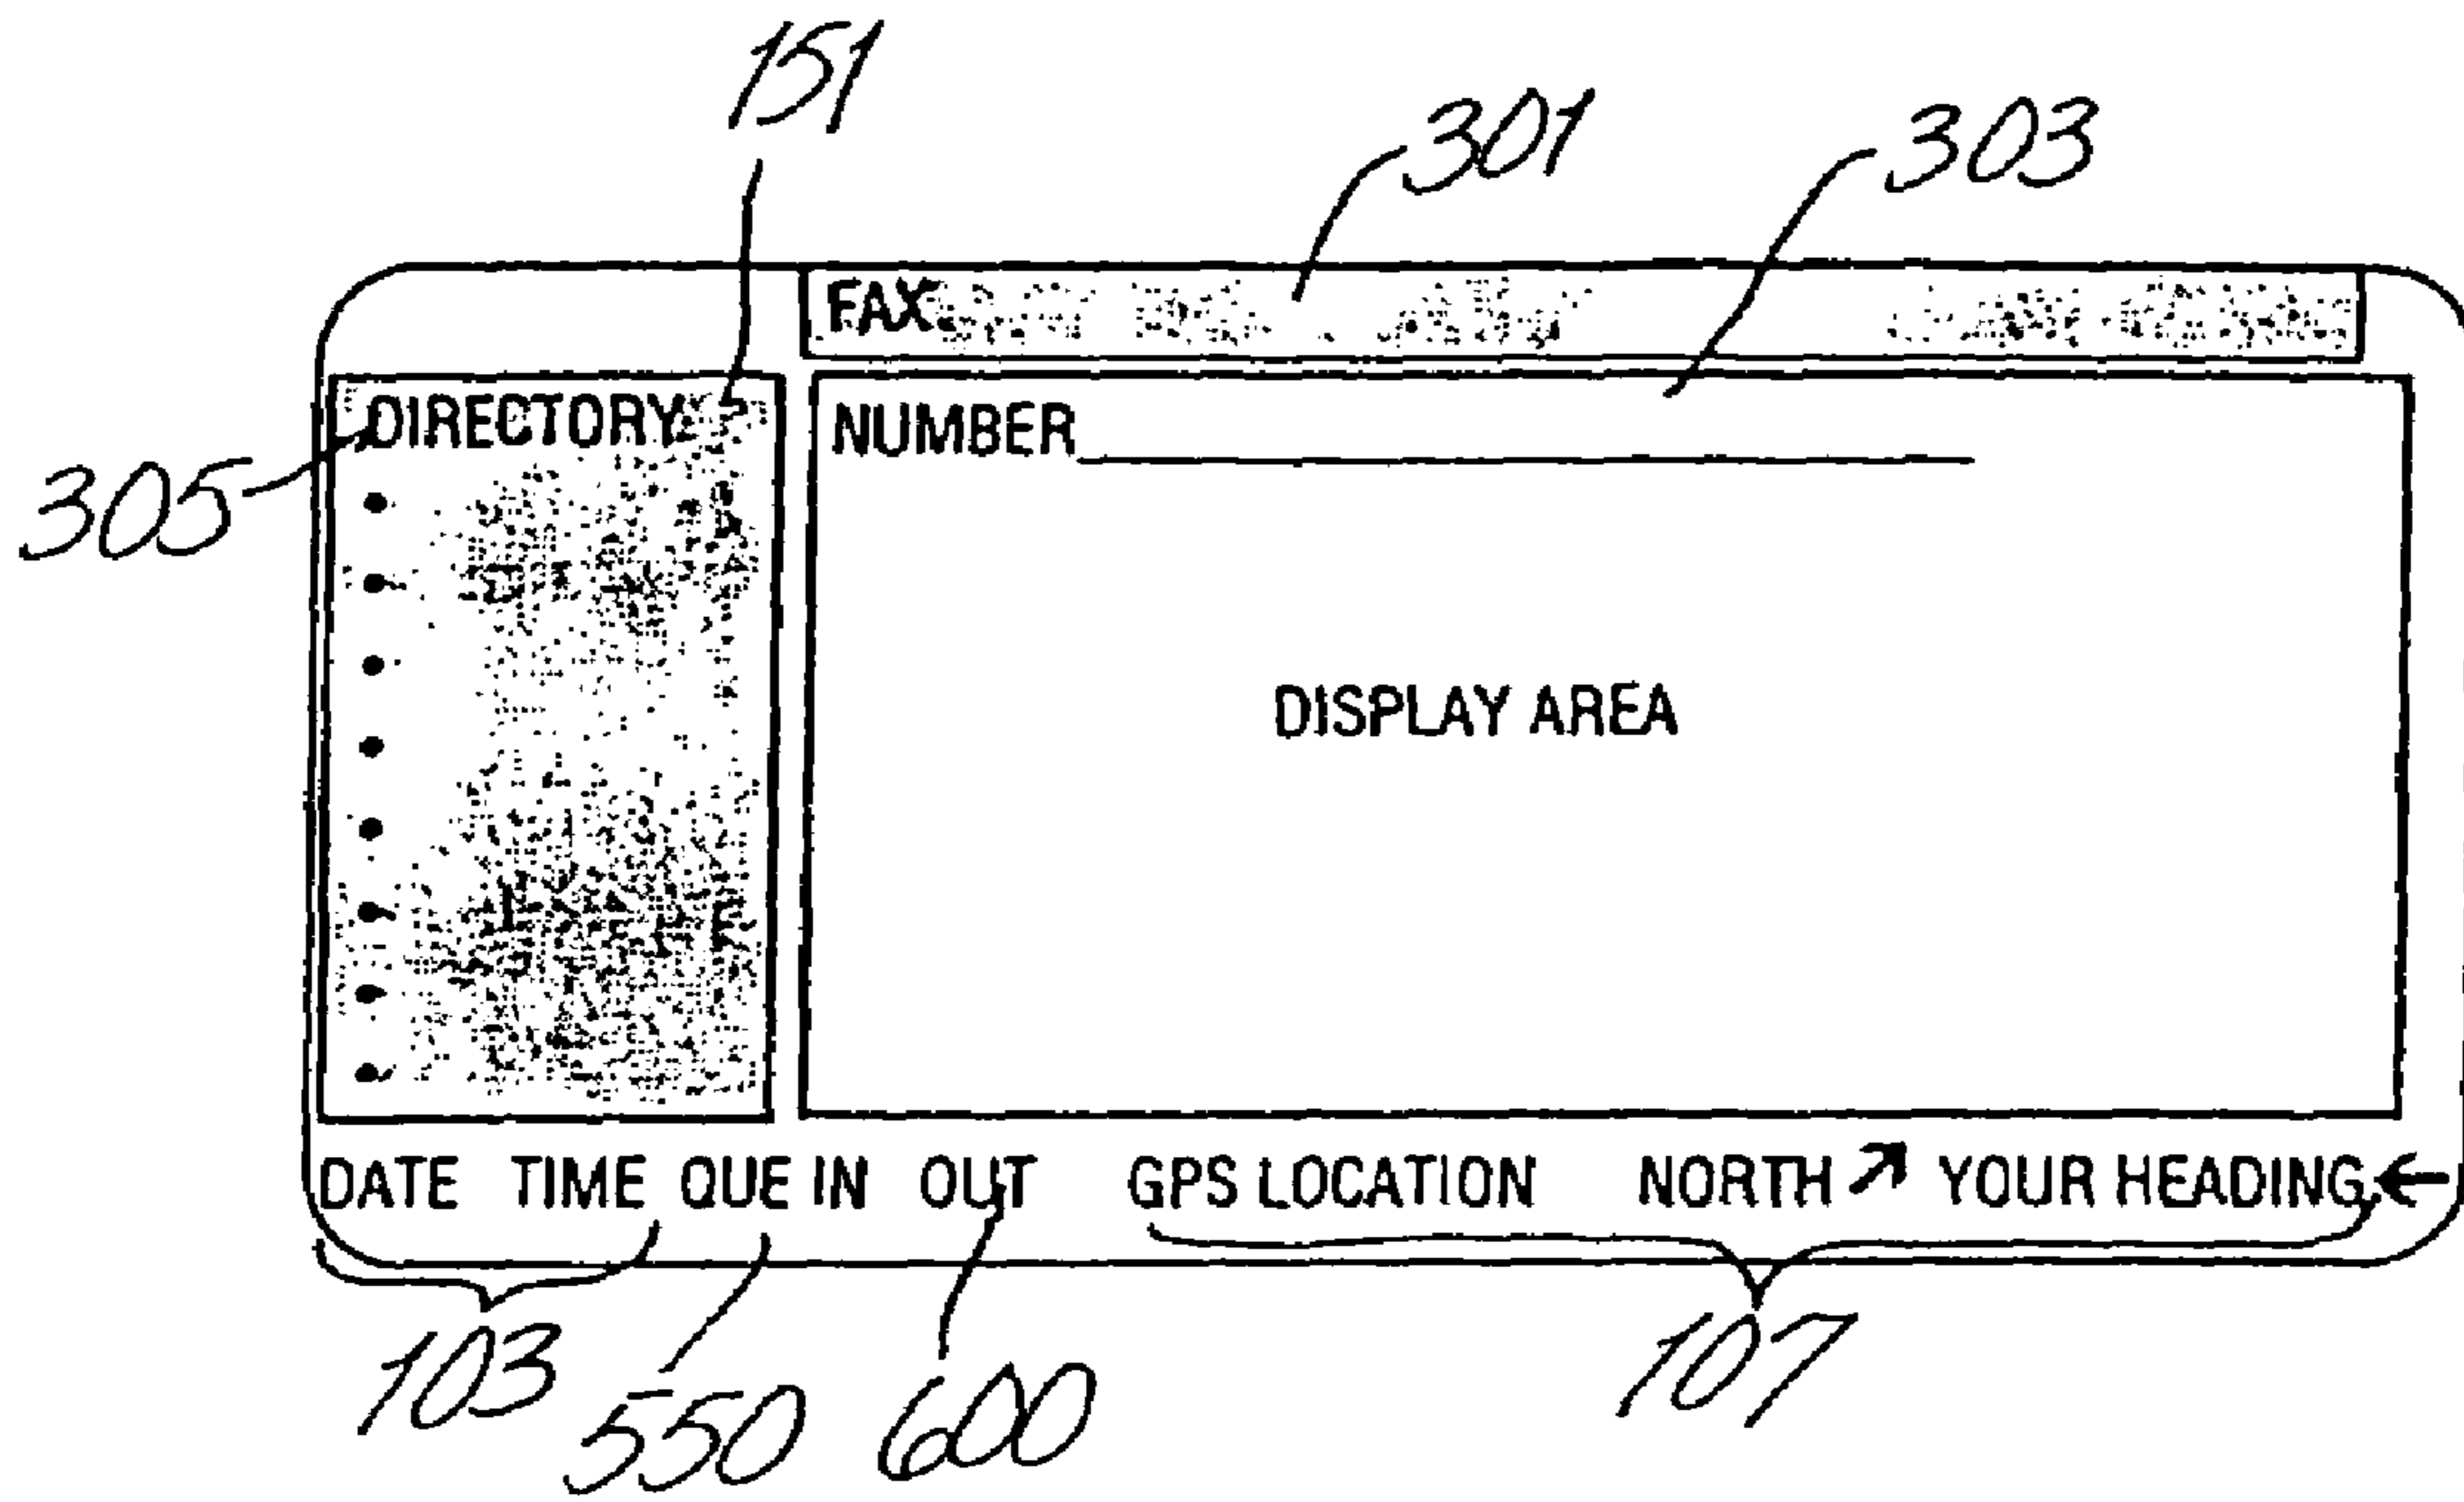 151
301
303
FAX.
DIRECTORY
NUMBER
305
DISPLAY AREA
DATE TIME QUE IN OUT GPS LOCATION NORTH ↗ YOUR HEADING ←
103
550
600
107